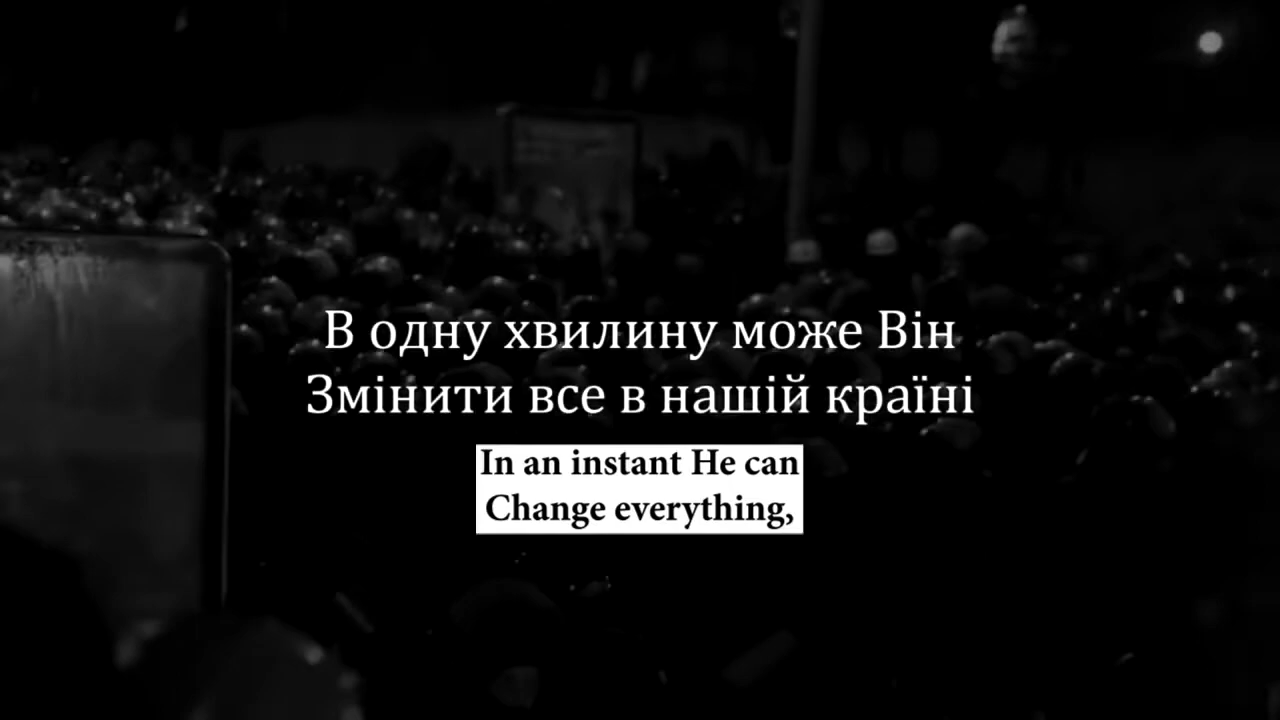 В одну хвилину може Він
Змінити все в нашій країні
In an instant He can
Change everything,